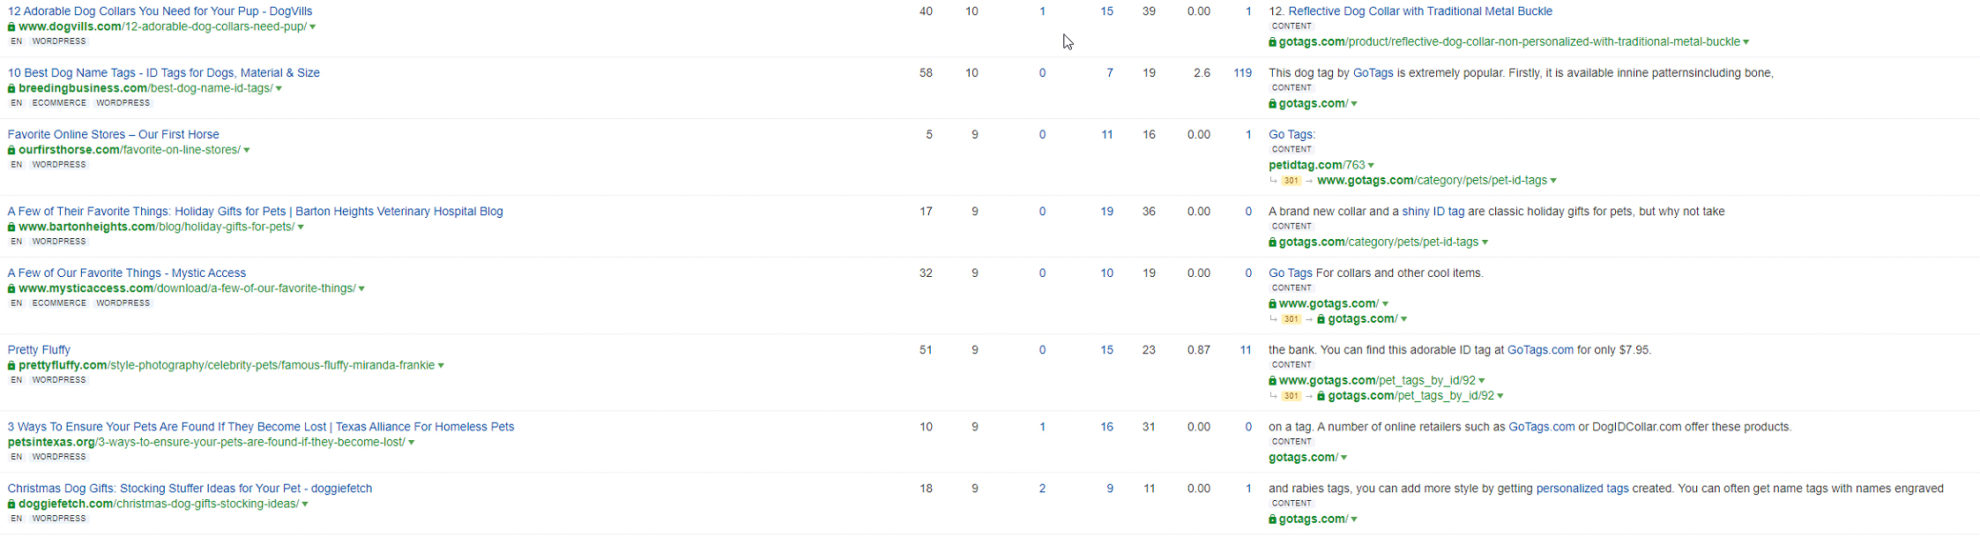 12 Adorable Dog Collars You Need for Your Pup - DogVills 40 10 1 15 39 0.00 1 12. Reflective Dog Collar with Traditional Metal Buckle
CONTENT
www.dogvills.com/12-adorable-dog-collars-need-pup/ gotags.com/product/reflective-dog-collar-non-personalized-with-traditional-metal-buckle
EN WORDPRESS
10 Best Dog Name Tags - ID Tags for Dogs, Material & Size 58 10 0 7 19 2.6 119 This dog tag by GoTags is extremely popular. Firstly, it is available innine patternsincluding bone,
CONTENT
breedingbusiness.com/best-dog-name-id-tags/ gotags.com/
EN ECOMMERCE WORDPRESS
Favorite Online Stores – Our First Horse 5 9 0 11 16 0.00 1 Go Tags:
ourfirsthorse.com/favorite-on-line-stores/ CONTENT
EN WORDPRESS petidtag.com/763
301 → www.gotags.com/category/pets/pet-id-tags
A Few of Their Favorite Things: Holiday Gifts for Pets | Barton Heights Veterinary Hospital Blog 17 9 0 19 36 0.00 0 A brand new collar and a shiny ID tag are classic holiday gifts for pets, but why not take
www.bartonheights.com/blog/holiday-gifts-for-pets/ CONTENT
EN WORDPRESS gotags.com/category/pets/pet-id-tags
A Few of Our Favorite Things - Mystic Access 32 9 0 10 19 0.00 0 Go Tags For collars and other cool items.
www.mysticaccess.com/download/a-few-of-our-favorite-things/ CONTENT
EN ECOMMERCE WORDPRESS www.gotags.com/
301 → gotags.com/
Pretty Fluffy 51 9 0 15 23 0.87 11 the bank. You can find this adorable ID tag at GoTags.com for only $7.95.
prettyfluffy.com/style-photography/celebrity-pets/famous-fluffy-miranda-frankie CONTENT
EN WORDPRESS www.gotags.com/pet_tags_by_id/92
301 → gotags.com/pet_tags_by_id/92
3 Ways To Ensure Your Pets Are Found If They Become Lost | Texas Alliance For Homeless Pets 10 9 1 16 31 0.00 0 on a tag. A number of online retailers such as GoTags.com or DogIDCollar.com offer these products.
petsintexas.org/3-ways-to-ensure-your-pets-are-found-if-they-become-lost/ CONTENT
EN WORDPRESS gotags.com/
Christmas Dog Gifts: Stocking Stuffer Ideas for Your Pet - doggiefetch 18 9 2 9 11 0.00 1 and rabies tags, you can add more style by getting personalized tags created. You can often get name tags with names engraved
doggiefetch.com/christmas-dog-gifts-stocking-ideas/ CONTENT
EN WORDPRESS gotags.com/